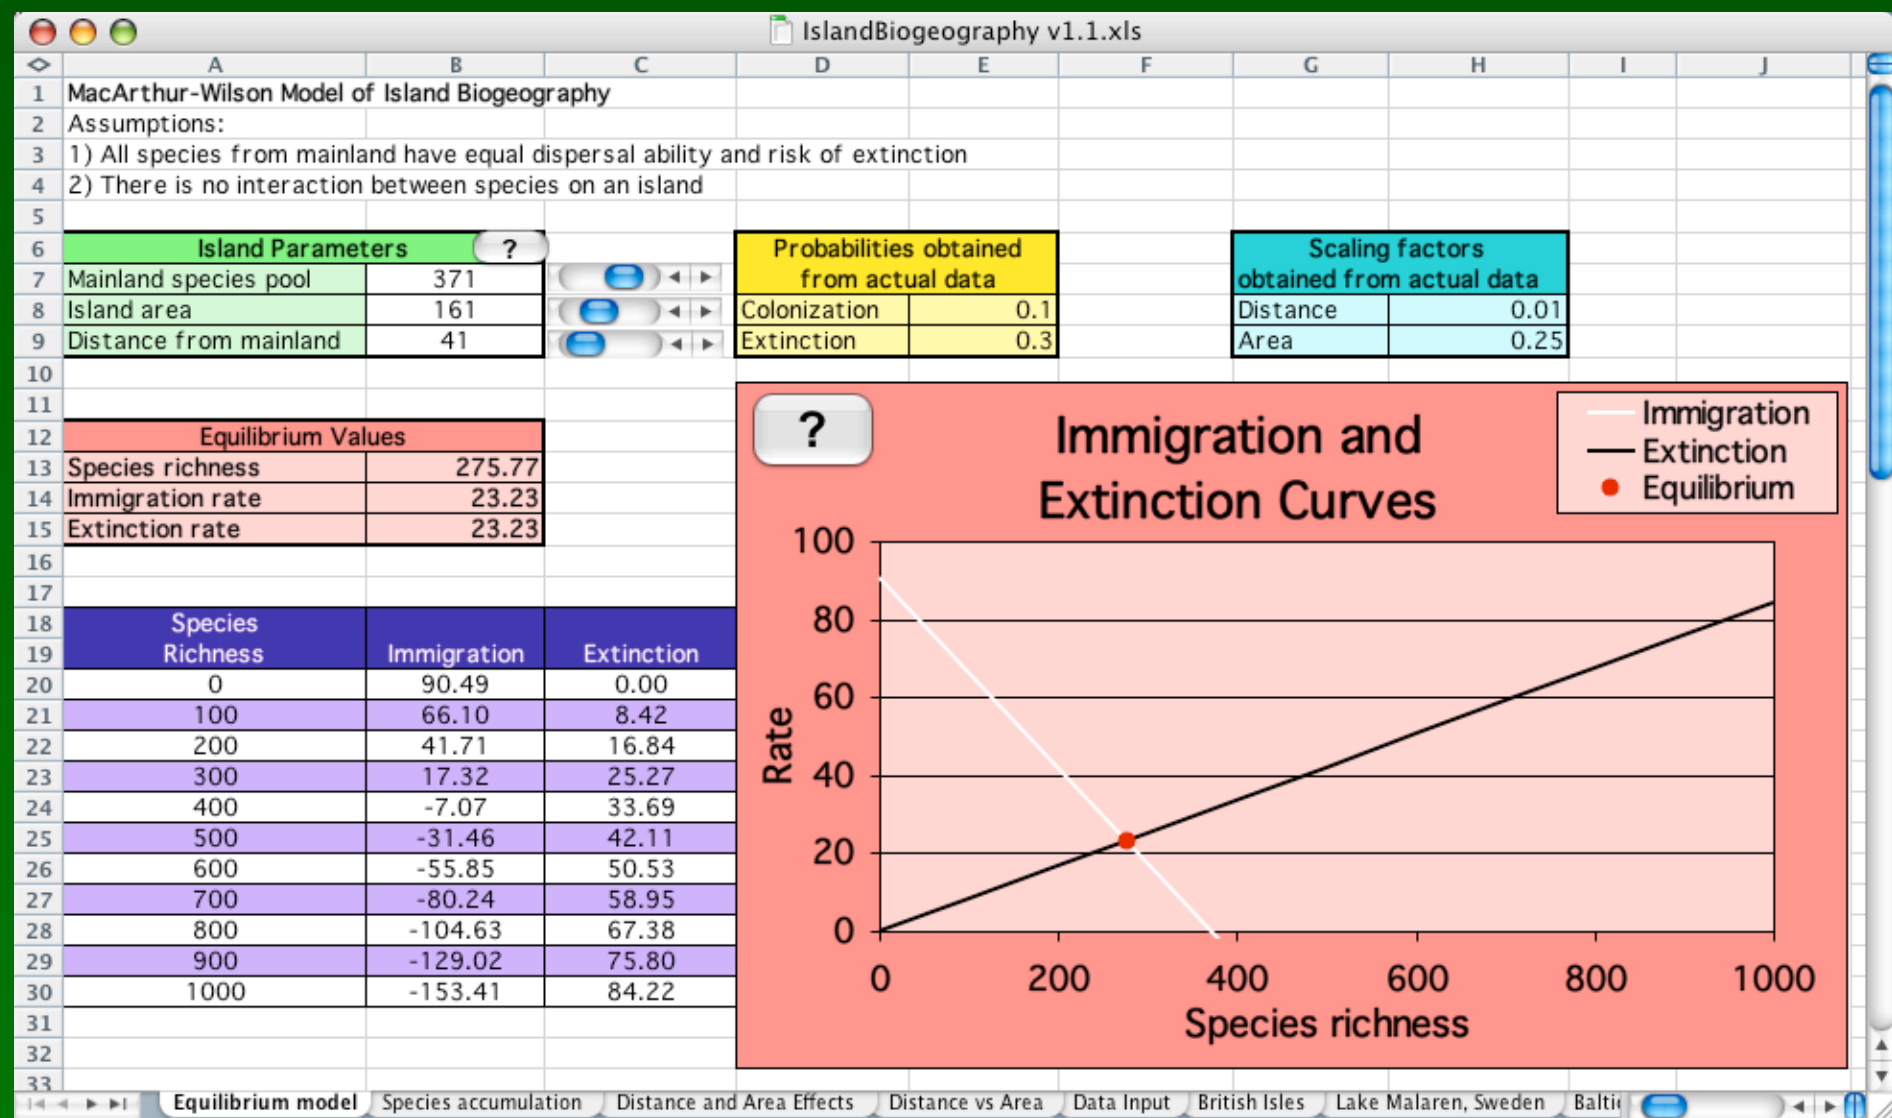 IslandBiogeography v1.1.xls
A B C D E F G H I J
1 MacArthur-Wilson Model of Island Biogeography
2 Assumptions:
3 1) All species from mainland have equal dispersal ability and risk of extinction
4 2) There is no interaction between species on an island
5
6 Island Parameters ? Probabilities obtained Scaling factors
7 Mainland species pool 371 from actual data obtained from actual data
8 Island area 161 Colonization 0.1 Distance 0.01
9 Distance from mainland 41 Extinction 0.3 Area 0.25
10
11
12 Equilibrium Values
13 Species richness 275.77
14 Immigration rate 23.23
15 Extinction rate 23.23
16
17
18 Species
19 Richness Immigration Extinction
20 0 90.49 0.00
21 100 66.10 8.42
22 200 41.71 16.84
23 300 17.32 25.27
24 400 -7.07 33.69
25 500 -31.46 42.11
26 600 -55.85 50.53
27 700 -80.24 58.95
28 800 -104.63 67.38
29 900 -129.02 75.80
30 1000 -153.41 84.22
31
32
33
?
Immigration and
Extinction Curves
Immigration
Extinction
Equilibrium
100
80
60
40
20
0
Rate
0 200 400 600 800 1000
Species richness
Equilibrium model Species accumulation Distance and Area Effects Distance vs Area Data Input British Isles Lake Malaren, Sweden Balti